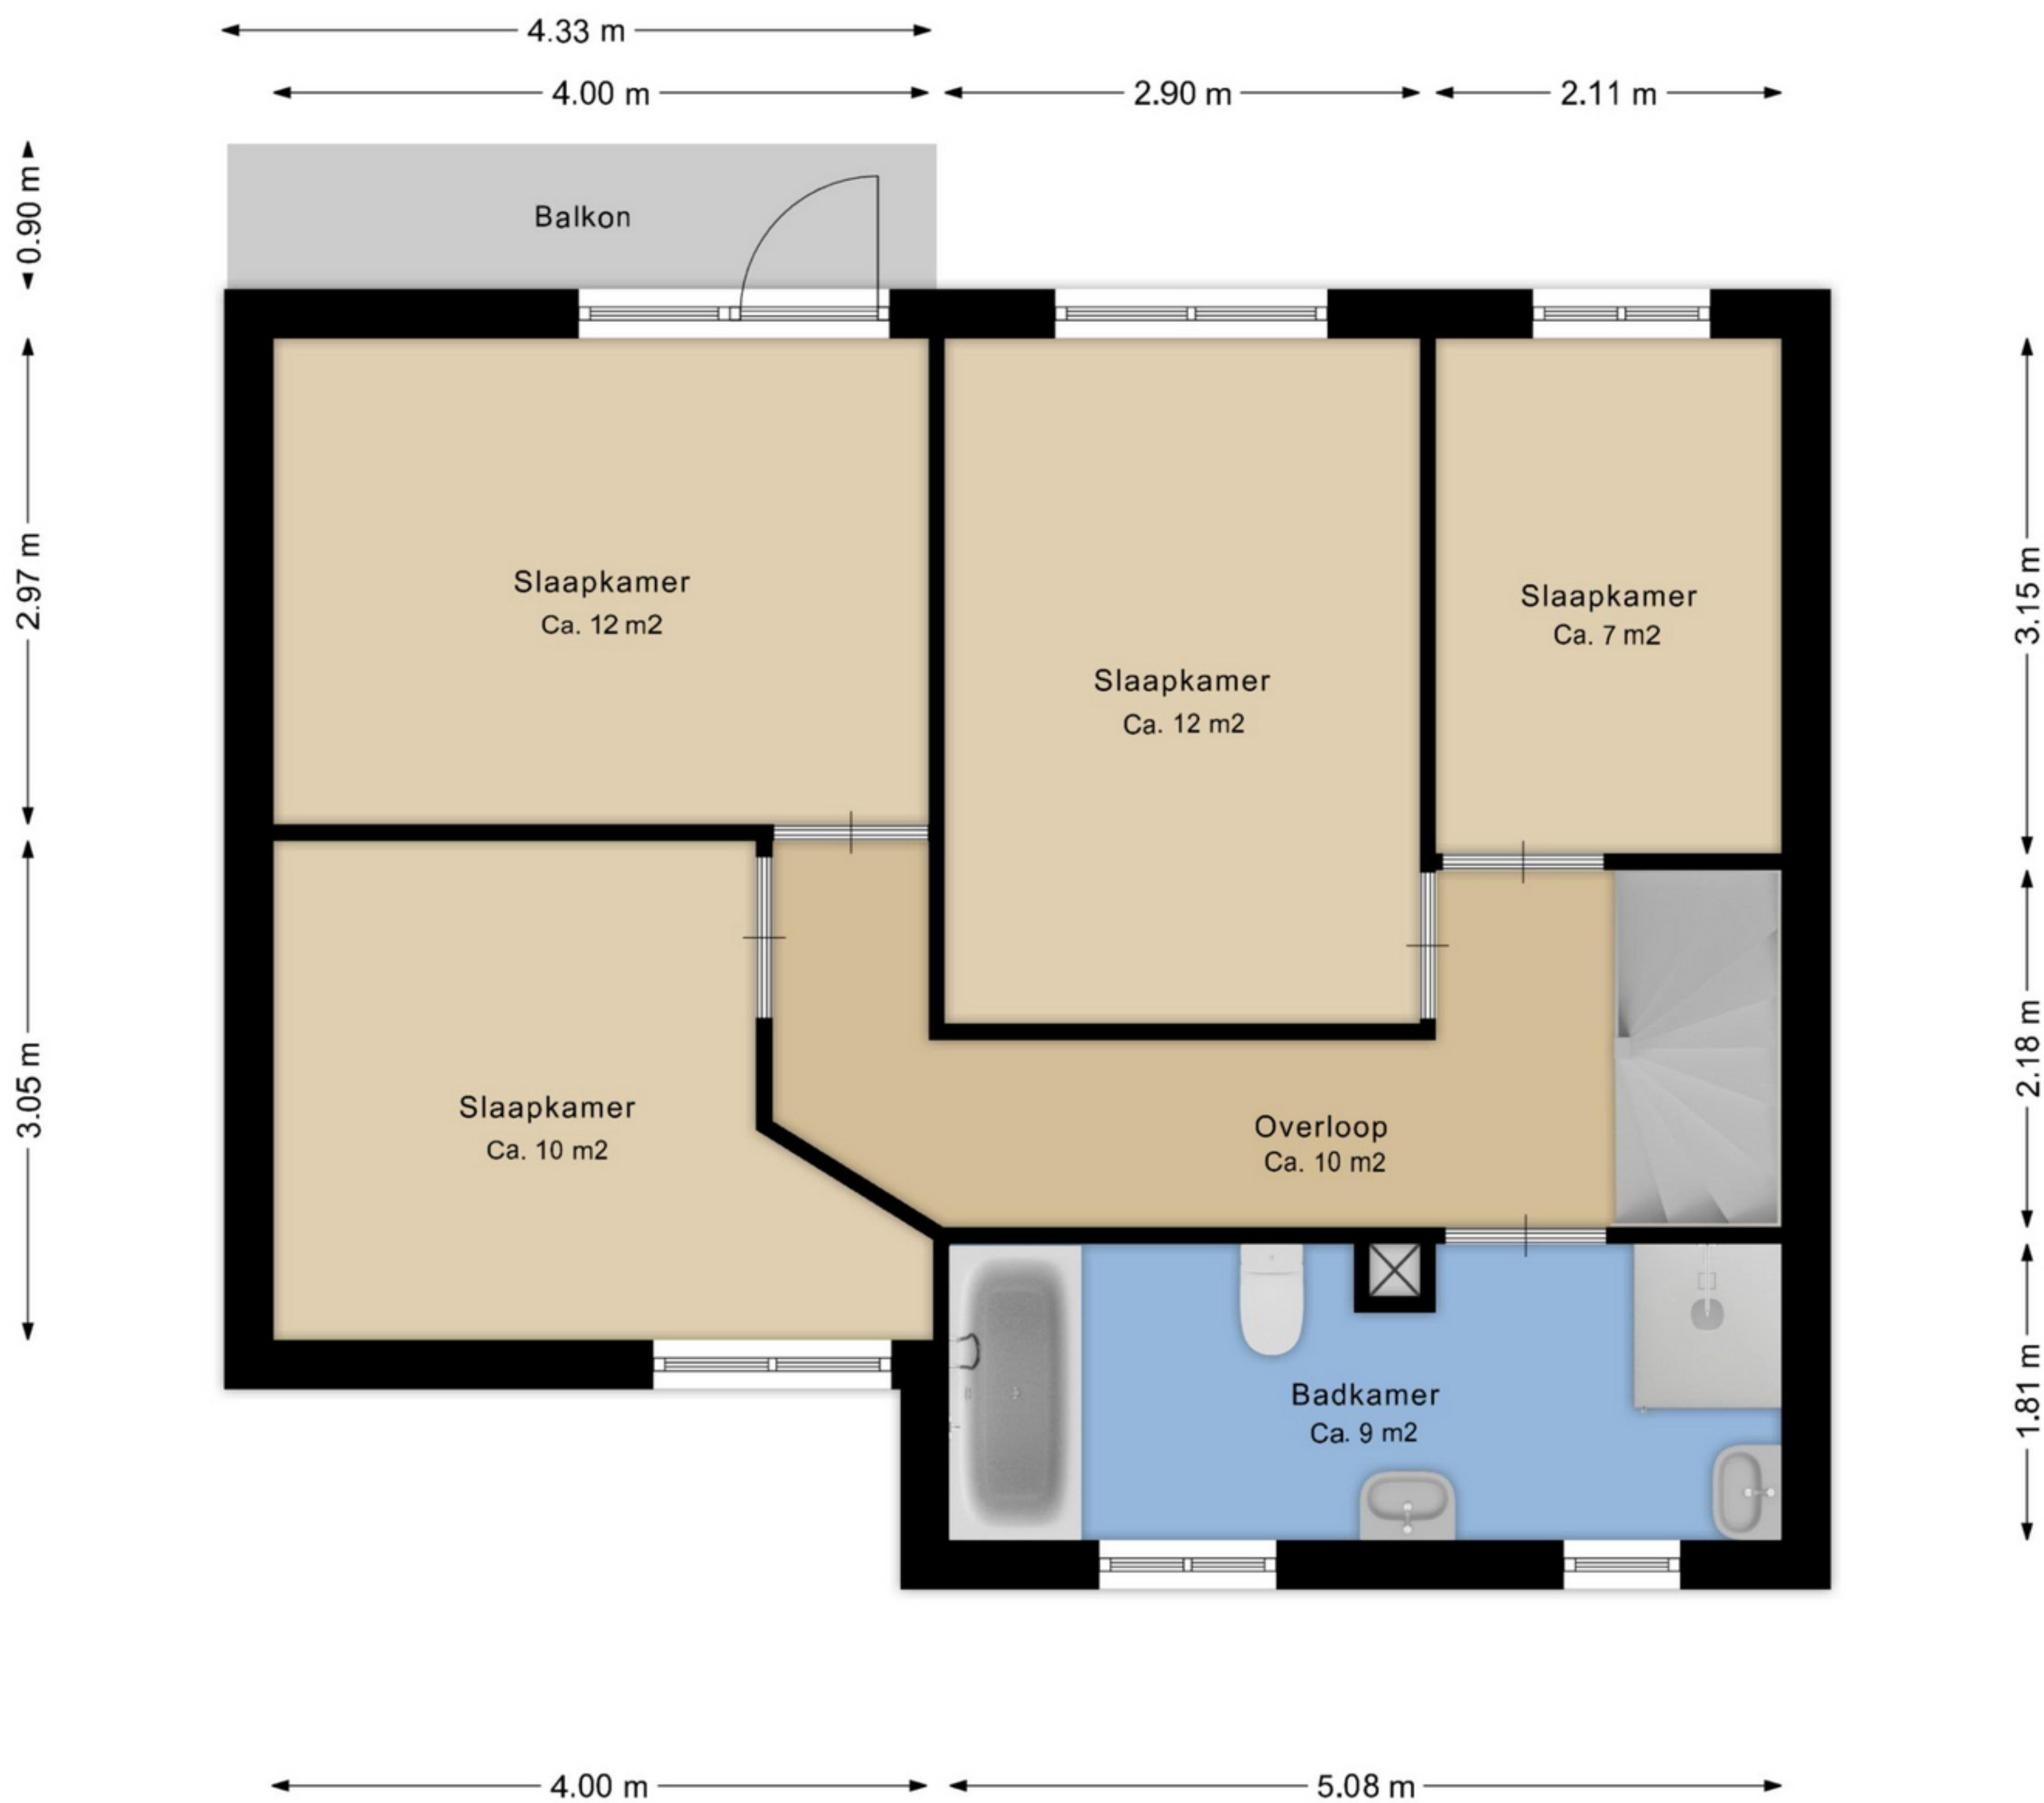 4.33 m
4.00 m
2.90 m
2.11 m
0.90 m
Balkon
2.97 m
Slaapkamer
Ca. 12 m2
Slaapkamer
Ca. 12 m2
Slaapkamer
Ca. 7 m2
3.15 m
3.05 m
Slaapkamer
Ca. 10 m2
Overloop
Ca. 10 m2
2.18 m
Badkamer
Ca. 9 m2
1.81 m
4.00 m
5.08 m